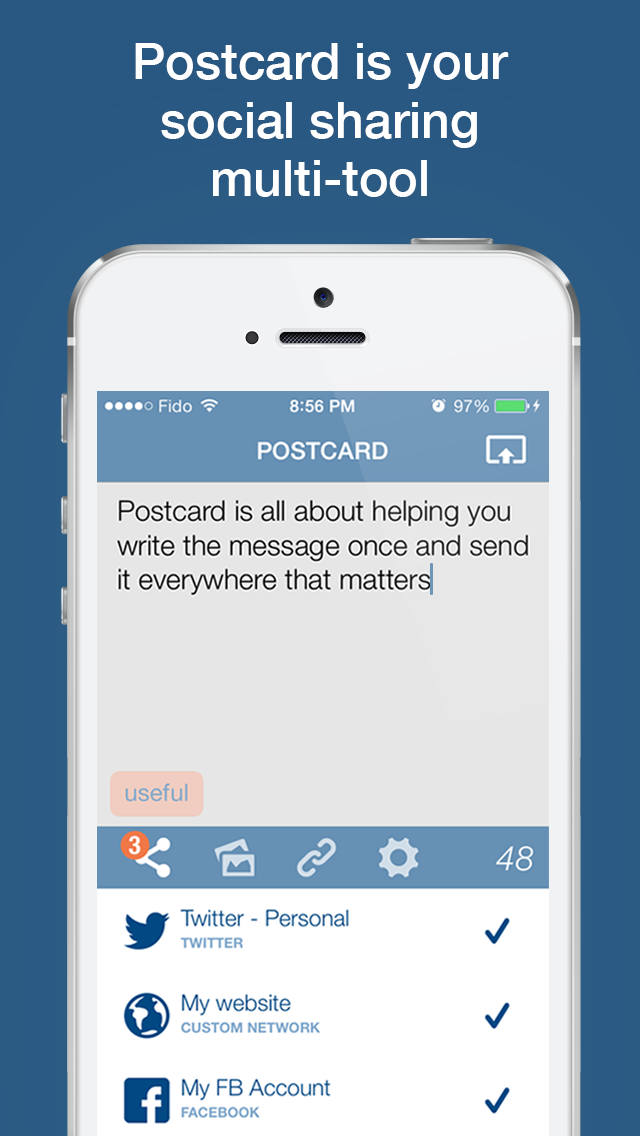 Postcard is your
social sharing
multi-tool
Fido 8:56 PM 97%
POSTCARD
Postcard is all about helping you
write the message once and send
it everywhere that matters
useful
3 48
Twitter - Personal
TWITTER
My website
CUSTOM NETWORK
My FB Account
FACEBOOK